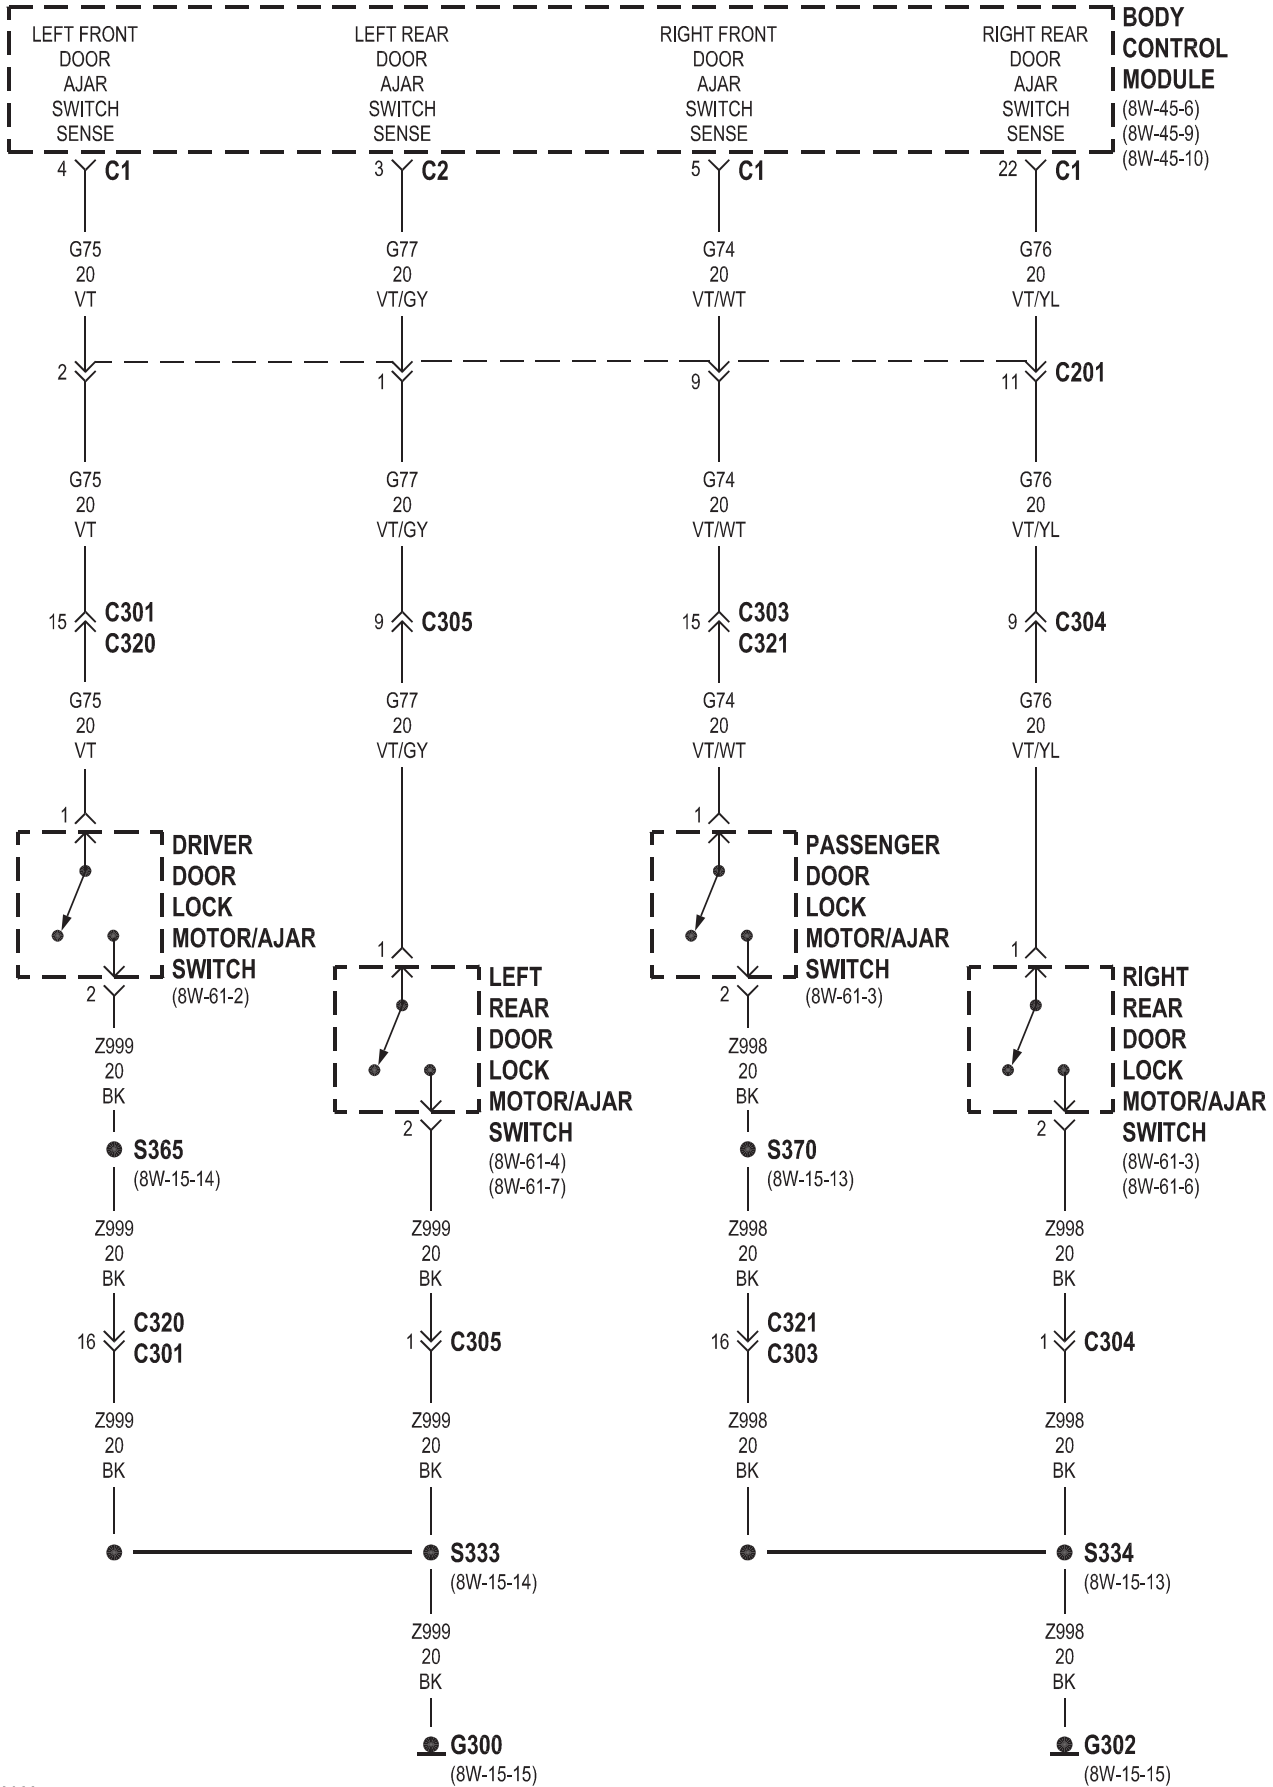 LEFT FRONT
DOOR
AJAR
SWITCH
SENSE
LEFT REAR
DOOR
AJAR
SWITCH
SENSE
RIGHT FRONT
DOOR
AJAR
SWITCH
SENSE
RIGHT REAR
DOOR
AJAR
SWITCH
SENSE
BODY
CONTROL
MODULE
(8W-45-6)
(8W-45-9)
(8W-45-10)
4 C1
3 C2
5 C1
22 C1
G75
20
VT
G77
20
VT/GY
G74
20
VT/WT
G76
20
VT/YL
2
1
9
11 C201
G75
20
VT
G77
20
VT/GY
G74
20
VT/WT
G76
20
VT/YL
15 C301
C320
9 C305
15 C303
C321
9 C304
G75
20
VT
G77
20
VT/GY
G74
20
VT/WT
G76
20
VT/YL
1
DRIVER
DOOR
LOCK
MOTOR/AJAR
SWITCH
(8W-61-2)
2
1
LEFT
REAR
DOOR
LOCK
MOTOR/AJAR
SWITCH
(8W-61-4)
(8W-61-7)
2
1
PASSENGER
DOOR
LOCK
MOTOR/AJAR
SWITCH
(8W-61-3)
2
1
RIGHT
REAR
DOOR
LOCK
MOTOR/AJAR
SWITCH
(8W-61-3)
(8W-61-6)
2
Z999
20
BK
Z998
20
BK
S365
(8W-15-14)
S370
(8W-15-13)
Z999
20
BK
Z999
20
BK
Z998
20
BK
Z998
20
BK
16 C320
C301
1 C305
16 C321
C303
1 C304
Z999
20
BK
Z999
20
BK
Z998
20
BK
Z998
20
BK
S333
(8W-15-14)
S334
(8W-15-13)
Z999
20
BK
Z998
20
BK
G300
(8W-15-15)
G302
(8W-15-15)